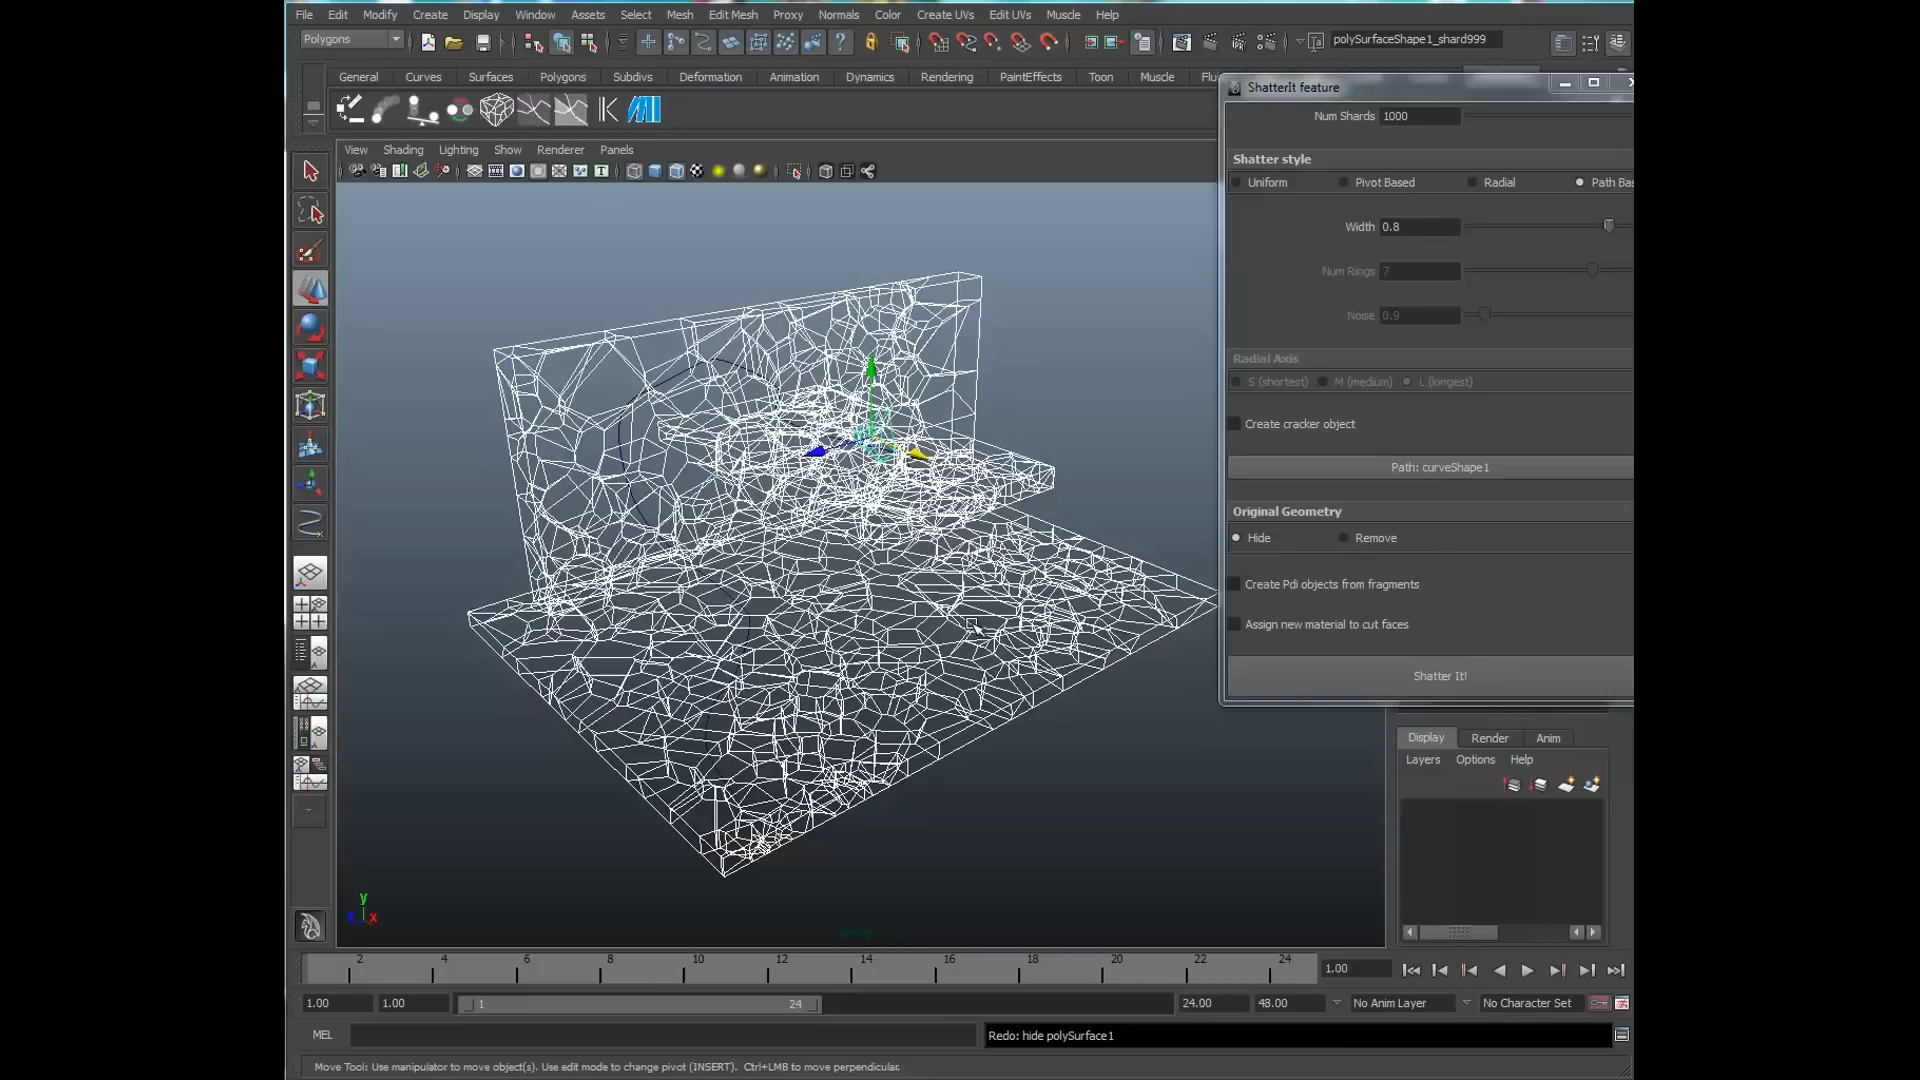 File Edit Modify Create Display Window Assets Select Mesh Edit Mesh Proxy Normals Color Create UVs Edit UVs Muscle Help
Polygons
polySurfaceShape1_shard999
General Curves Surfaces Polygons Subdivs Deformation Animation Dynamics Rendering PaintEffects Toon Muscle
ShatterIt feature
Num Shards 1000
View Shading Lighting Show Renderer Panels
Shatter style
Uniform Pivot Based Radial Path Bas
Width 0.8
Num Rings 7
Noise 0.9
Radial Axis
S (shortest) M (medium) L (longest)
Create cracker object
Path: curveShape1
Original Geometry
Hide Remove
Create Pdi objects from fragments
Assign new material to cut faces
Shatter It!
Display Render Anim
Layers Options Help
y
x
persp
2 4 6 8 10 12 14 16 18 20 22 24
1.00
1.00 1.00 1 24 24.00 48.00 No Anim Layer No Character Set
MEL
Redo: hide polySurface1
Move Tool: Use manipulator to move object(s). Use edit mode to change pivot (INSERT). Ctrl+LMB to move perpendicular.